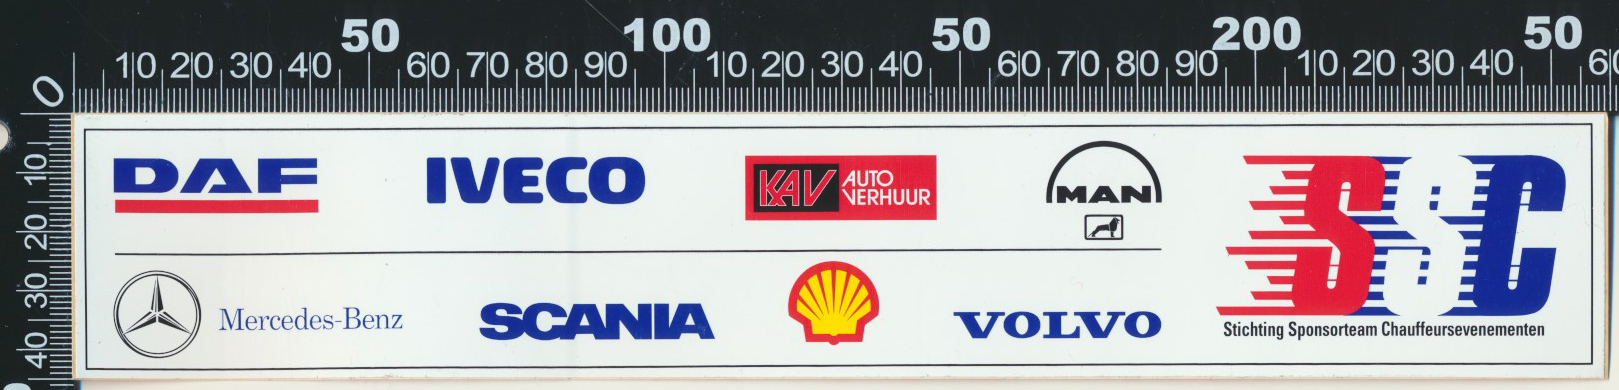 50 100 50 200 50
0 10 20 30 40 60 70 80 90 10 20 30 40 60 70 80 90 10 20 30 40 60
10
20
30
40
DAF IVECO KAV AUTO VERHUUR MAN
SSC
Mercedes-Benz SCANIA VOLVO
Stichting Sponsorteam Chauffeursevenementen